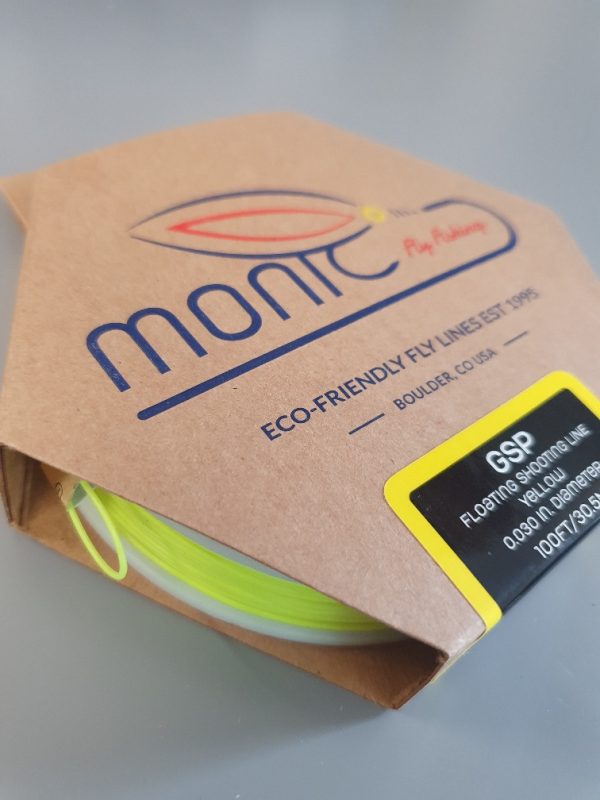 monic
Fly Fishing
ECO-FRIENDLY FLY LINES EST 1995
BOULDER, CO USA
GSP
FLOATING SHOOTING LINE
YELLOW
0.030 IN. DIAMETER
100FT/30.5M